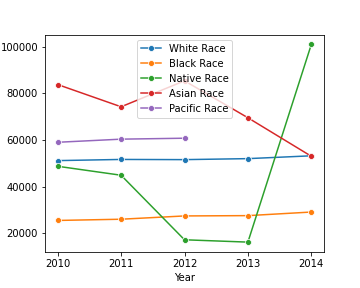 100000
80000
60000
40000
20000
White Race
Black Race
Native Race
Asian Race
Pacific Race
2010 2011 2012 2013 2014
Year